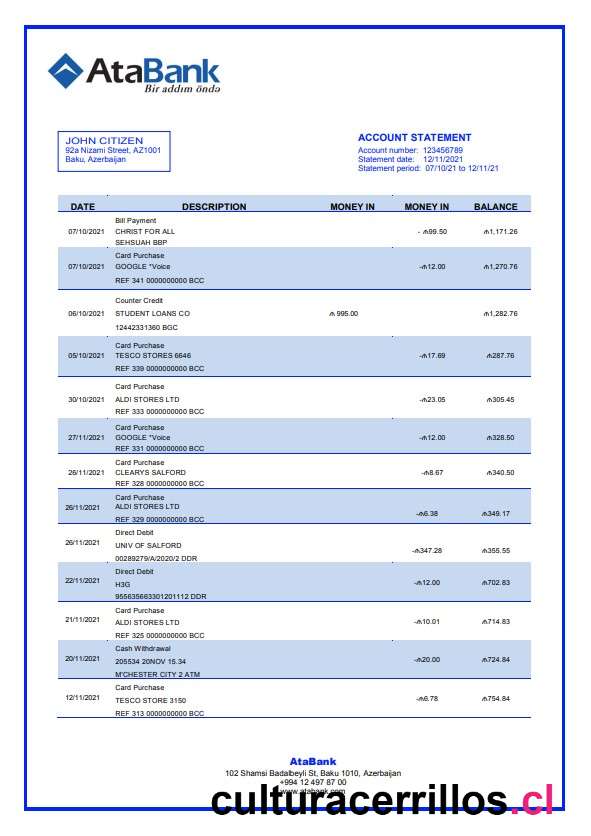 AtaBank
Bir addım öndə
JOHN CITIZEN
92a Nizami Street, AZ1001
Baku, Azerbaijan
ACCOUNT STATEMENT
Account number: 123456789
Statement date: 12/11/2021
Statement period: 07/10/21 to 12/11/21
DATE DESCRIPTION MONEY IN MONEY IN BALANCE
Bill Payment
07/10/2021 CHRIST FOR ALL - ₼99.50 ₼1,171.26
SEHSUAH BBP
Card Purchase
07/10/2021 GOOGLE *Voice -₼12.00 ₼1,270.76
REF 341 0000000000 BCC
Counter Credit
06/10/2021 STUDENT LOANS CO ₼ 995.00 ₼1,282.76
12442331360 BGC
Card Purchase
05/10/2021 TESCO STORES 6646 -₼17.69 ₼287.76
REF 339 0000000000 BCC
Card Purchase
30/10/2021 ALDI STORES LTD -₼23.05 ₼305.45
REF 333 0000000000 BCC
Card Purchase
27/11/2021 GOOGLE *Voice -₼12.00 ₼328.50
REF 331 0000000000 BCC
Card Purchase
26/11/2021 CLEARYS SALFORD -₼8.67 ₼340.50
REF 328 0000000000 BCC
Card Purchase
26/11/2021 ALDI STORES LTD -₼6.38 ₼349.17
REF 329 0000000000 BCC
Direct Debit
26/11/2021 UNIV OF SALFORD -₼347.28 ₼355.55
00289279/A/2020/2 DDR
Direct Debit
22/11/2021 H3G -₼12.00 ₼702.83
955635663301201112 DDR
Card Purchase
21/11/2021 ALDI STORES LTD -₼10.01 ₼714.83
REF 325 0000000000 BCC
Cash Withdrawal
20/11/2021 205534 20NOV 15.34 -₼20.00 ₼724.84
M'CHESTER CITY 2 ATM
Card Purchase
12/11/2021 TESCO STORE 3150 -₼6.78 ₼754.84
REF 313 0000000000 BCC
AtaBank
102 Shamsi Badalbeyli St, Baku 1010, Azerbaijan
+994 12 497 87 00
www.atabank.com
culturacerrillos.cl